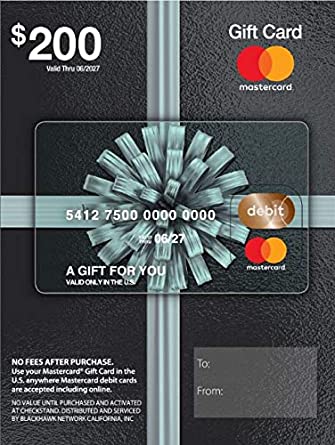 $200
Valid Thru 06/2027
Gift Card
mastercard.
debit
5412 7500 0000 0000
06/27
mastercard
A GIFT FOR YOU
VALID ONLY IN THE U.S.
NO FEES AFTER PURCHASE.
Use your Mastercard® Gift Card in the
U.S. anywhere Mastercard debit cards
are accepted including online.
NO VALUE UNTIL PURCHASED AND ACTIVATED
AT CHECKSTAND. DISTRIBUTED AND SERVICED
BY BLACKHAWK NETWORK CALIFORNIA, INC
To:
From: